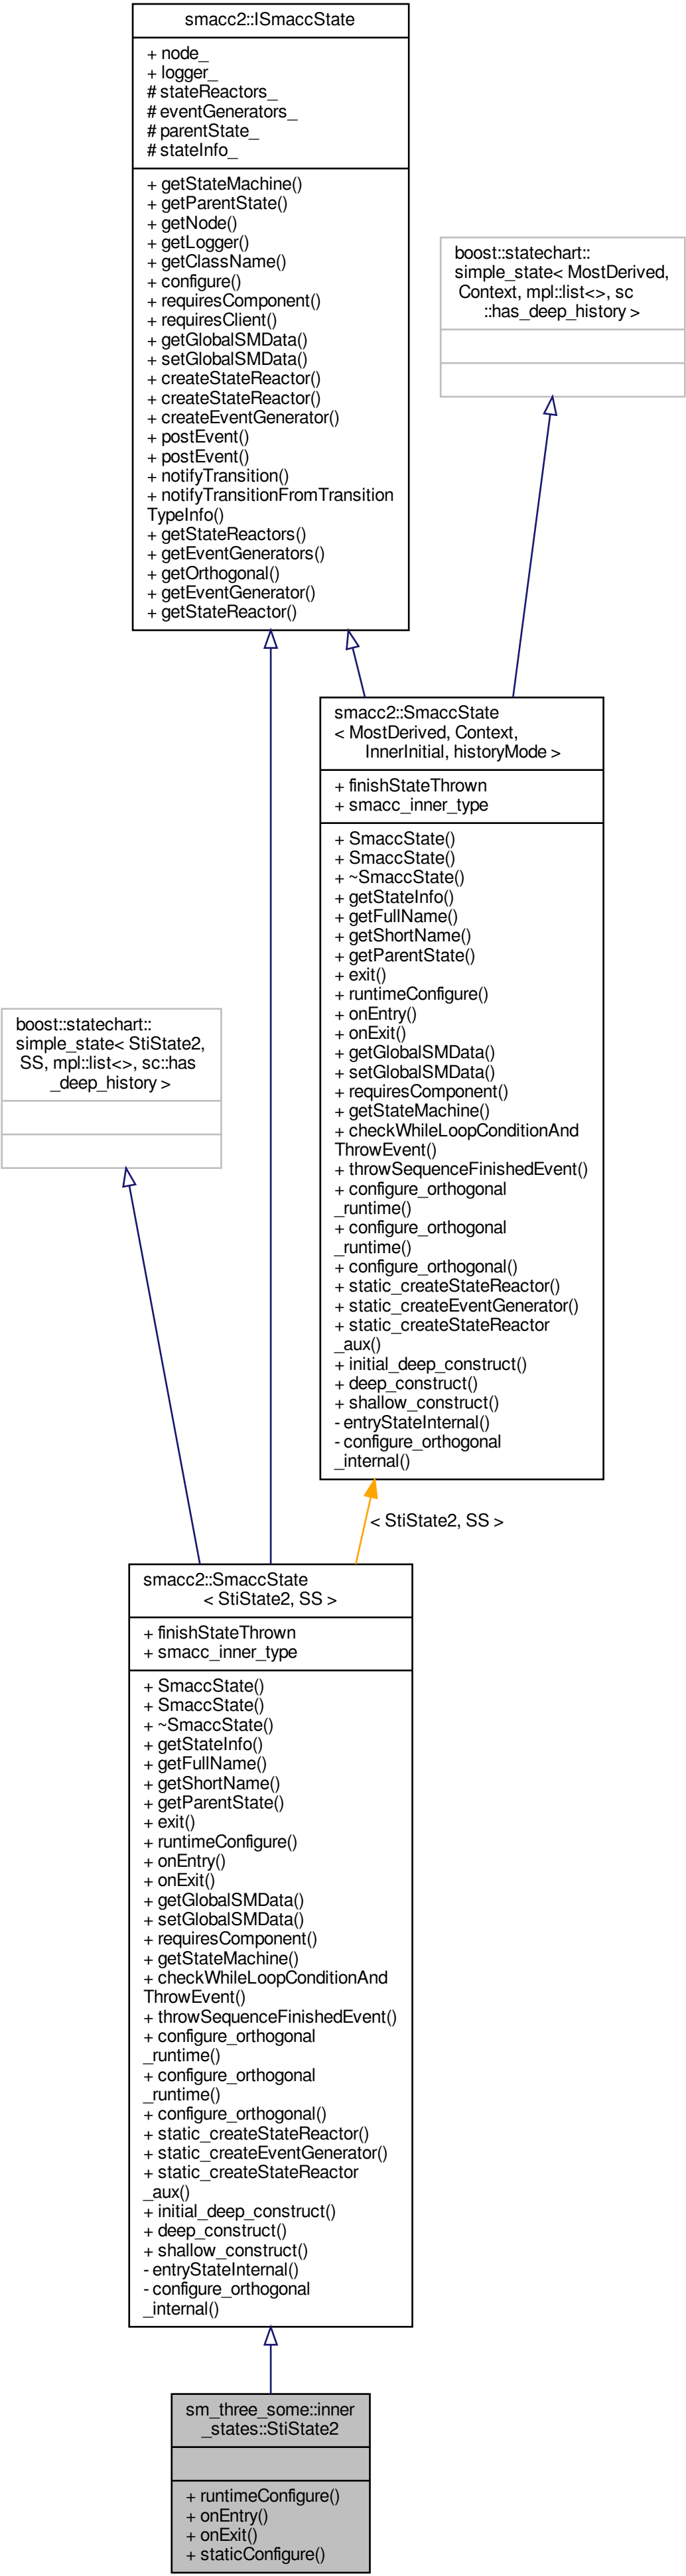 smacc2::ISmaccState
+ node_
+ logger_
# stateReactors_
# eventGenerators_
# parentState_
# stateInfo_
+ getStateMachine()
+ getParentState()
+ getNode()
+ getLogger()
+ getClassName()
+ configure()
+ requiresComponent()
+ requiresClient()
+ getGlobalSMData()
+ setGlobalSMData()
+ createStateReactor()
+ createStateReactor()
+ createEventGenerator()
+ postEvent()
+ postEvent()
+ notifyTransition()
+ notifyTransitionFromTransition
TypeInfo()
+ getStateReactors()
+ getEventGenerators()
+ getOrthogonal()
+ getEventGenerator()
+ getStateReactor()
boost::statechart::
simple_state< MostDerived,
Context, mpl::list<>, sc
::has_deep_history >
smacc2::SmaccState
< MostDerived, Context,
InnerInitial, historyMode >
+ finishStateThrown
+ smacc_inner_type
+ SmaccState()
+ SmaccState()
+ ~SmaccState()
+ getStateInfo()
+ getFullName()
+ getShortName()
+ getParentState()
+ exit()
+ runtimeConfigure()
+ onEntry()
+ onExit()
+ getGlobalSMData()
+ setGlobalSMData()
+ requiresComponent()
+ getStateMachine()
+ checkWhileLoopConditionAnd
ThrowEvent()
+ throwSequenceFinishedEvent()
+ configure_orthogonal
_runtime()
+ configure_orthogonal
_runtime()
+ configure_orthogonal()
+ static_createStateReactor()
+ static_createEventGenerator()
+ static_createStateReactor
_aux()
+ initial_deep_construct()
+ deep_construct()
+ shallow_construct()
- entryStateInternal()
- configure_orthogonal
_internal()
boost::statechart::
simple_state< StiState2,
SS, mpl::list<>, sc::has
_deep_history >
< StiState2, SS >
smacc2::SmaccState
< StiState2, SS >
+ finishStateThrown
+ smacc_inner_type
+ SmaccState()
+ SmaccState()
+ ~SmaccState()
+ getStateInfo()
+ getFullName()
+ getShortName()
+ getParentState()
+ exit()
+ runtimeConfigure()
+ onEntry()
+ onExit()
+ getGlobalSMData()
+ setGlobalSMData()
+ requiresComponent()
+ getStateMachine()
+ checkWhileLoopConditionAnd
ThrowEvent()
+ throwSequenceFinishedEvent()
+ configure_orthogonal
_runtime()
+ configure_orthogonal
_runtime()
+ configure_orthogonal()
+ static_createStateReactor()
+ static_createEventGenerator()
+ static_createStateReactor
_aux()
+ initial_deep_construct()
+ deep_construct()
+ shallow_construct()
- entryStateInternal()
- configure_orthogonal
_internal()
sm_three_some::inner
_states::StiState2
+ runtimeConfigure()
+ onEntry()
+ onExit()
+ staticConfigure()